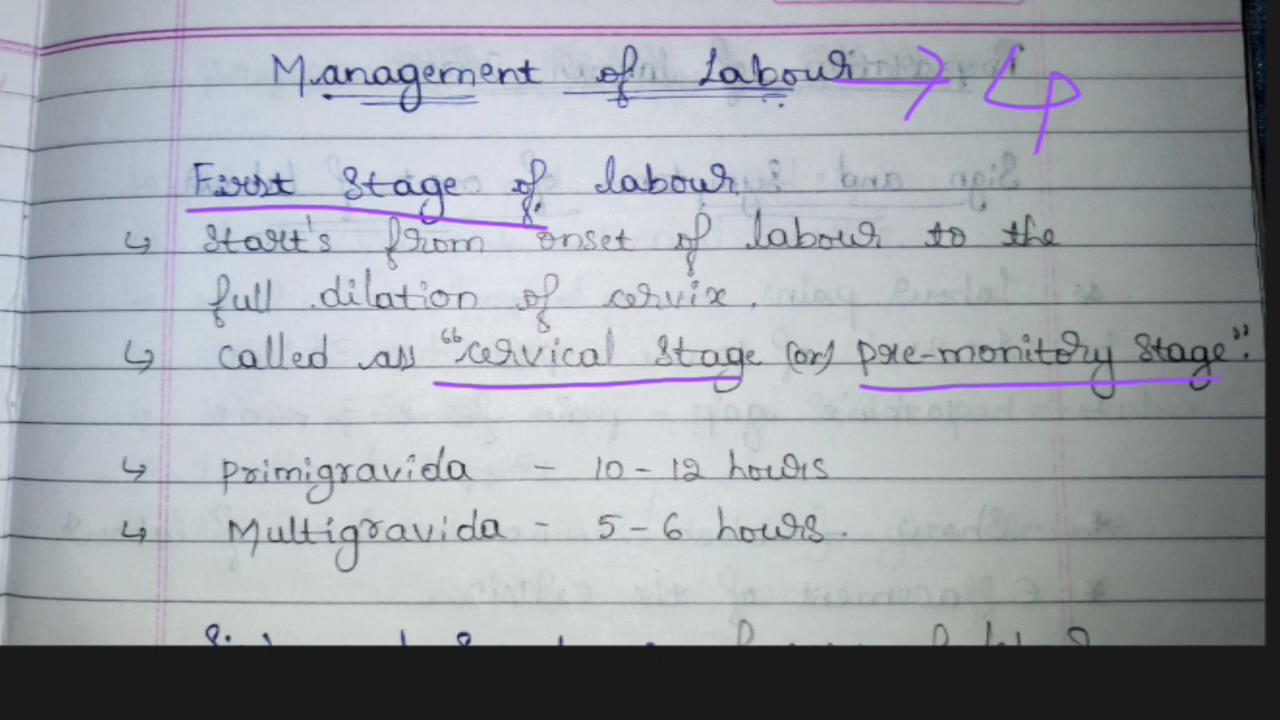 Management of Labour → 4
First Stage of labour.
↳ Start's from onset of labour to the
full dilation of cervix.
↳ Called as "cervical Stage (or) pre-monitory Stage".
↳ Primigravida - 10-12 hours
↳ Multigravida - 5-6 hours.